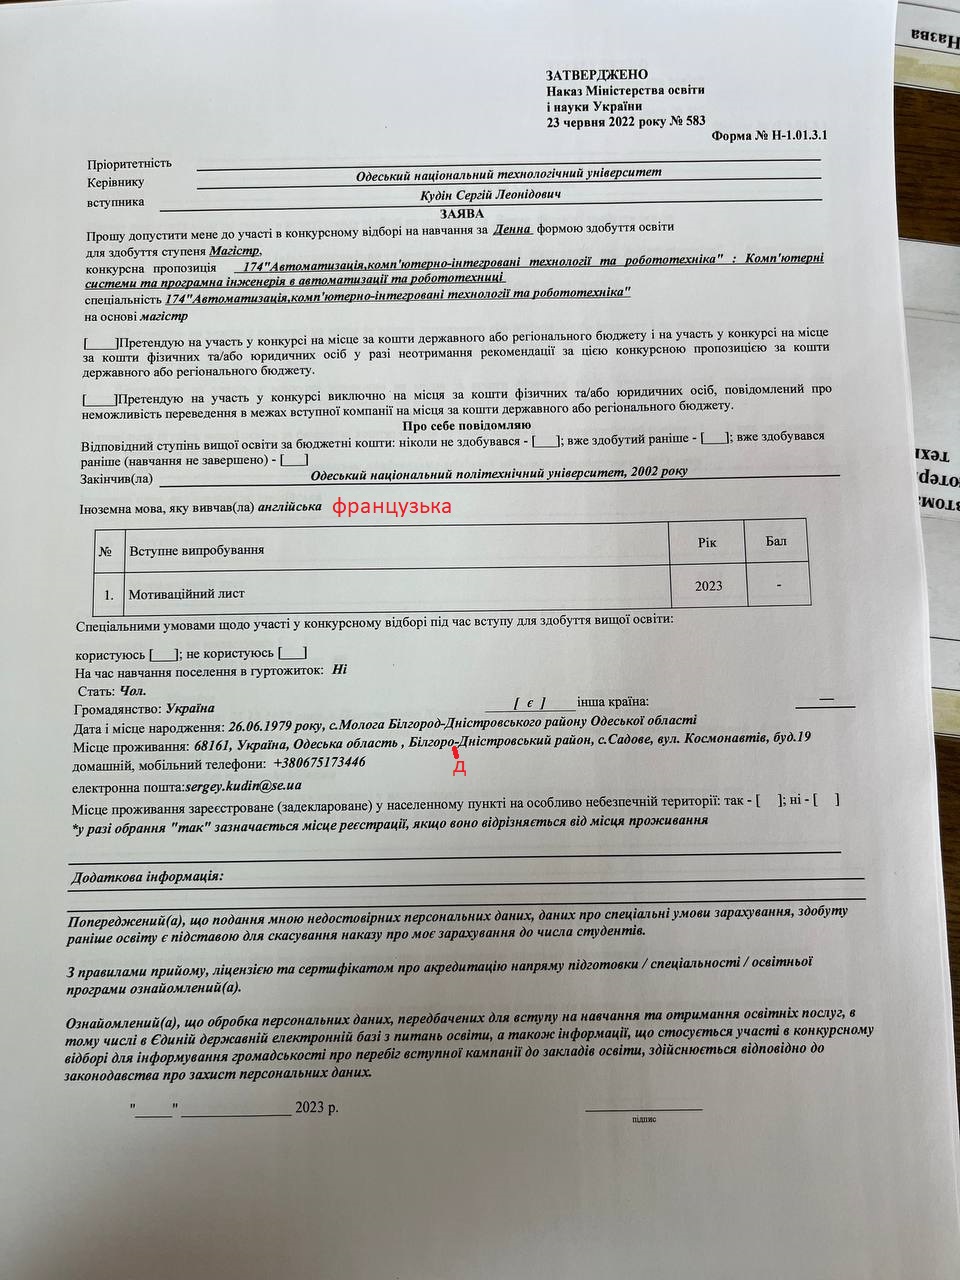 Назва
ЗАТВЕРДЖЕНО
Наказ Міністерства освіти
і науки України
23 червня 2022 року № 583
Форма № Н-1.01.3.1
Пріоритетність
Керівнику Одеський національний технологічний університет
вступника Кудін Сергій Леонідович
ЗАЯВА
Прошу допустити мене до участі в конкурсному відборі на навчання за Денна формою здобуття освіти
для здобуття ступеня Магістр,
конкурсна пропозиція 174"Автоматизація,комп'ютерно-інтегровані технології та робототехніка" : Комп'ютерні
системи та програмна інженерія в автоматизації та робототехниці
спеціальність 174"Автоматизація,комп'ютерно-інтегровані технології та робототехніка"
на основі магістр
[____]Претендую на участь у конкурсі на місце за кошти державного або регіонального бюджету і на участь у конкурсі на місце
за кошти фізичних та/або юридичних осіб у разі неотримання рекомендації за цією конкурсною пропозицією за кошти
державного або регіонального бюджету.
[____]Претендую на участь у конкурсі виключно на місця за кошти фізичних та/або юридичних осіб, повідомлений про
неможливість переведення в межах вступної компанії на місця за кошти державного або регіонального бюджету.
Про себе повідомляю
Відповідний ступінь вищої освіти за бюджетні кошти: ніколи не здобувався - [___]; вже здобутий раніше - [___]; вже здобувався
раніше (навчання не завершено) - [___]
Закінчив(ла) Одеський національний політехнічний університет, 2002 року
Іноземна мова, яку вивчав(ла) англійська французька
№ Вступне випробування Рік Бал
1. Мотиваційний лист 2023 -
Спеціальними умовами щодо участі у конкурсному відборі під час вступу для здобуття вищої освіти:
користуюсь [___]; не користуюсь [___]
На час навчання поселення в гуртожиток: Ні
Стать: Чол.
Громадянство: Україна [ є ] інша країна: —
Дата і місце народження: 26.06.1979 року, с.Молога Білгород-Дністровського району Одеської області
Місце проживання: 68161, Україна, Одеська область , Білгоро-Дністровський район, с.Садове, вул. Космонавтів, буд.19
д
домашній, мобільний телефони: +380675173446
електронна пошта:sergey.kudin@se.ua
Місце проживання зареєстроване (задеклароване) у населенному пункті на особливо небезпечній території: так - [ ]; ні - [ ]
*у разі обрання "так" зазначається місце реєстрації, якщо воно відрізняється від місця проживання
Додаткова інформація:
Попереджений(а), що подання мною недостовірних персональних даних, даних про спеціальні умови зарахування, здобуту
раніше освіту є підставою для скасування наказу про моє зарахування до числа студентів.
З правилами прийому, ліцензією та сертифікатом про акредитацію напряму підготовки / спеціальності / освітньої
програми ознайомлений(а).
Ознайомлений(а), що обробка персональних даних, передбачених для вступу на навчання та отримання освітніх послуг, в
тому числі в Єдиній державній електронній базі з питань освіти, а також інформації, що стосується участі в конкурсному
відборі для інформування громадськості про перебіг вступної кампанії до закладів освіти, здійснюється відповідно до
законодавства про захист персональних даних.
"_____" _______________ 2023 р.
підпис